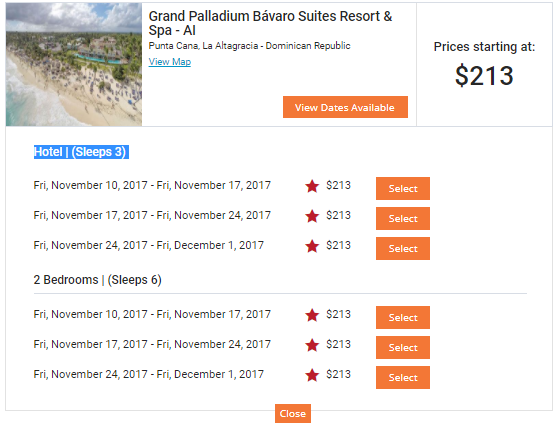 Grand Palladium Bávaro Suites Resort &
Spa - AI
Punta Cana, La Altagracia - Dominican Republic
View Map
View Dates Available
Prices starting at:
$213
Hotel | (Sleeps 3)
Fri, November 10, 2017 - Fri, November 17, 2017 $213 Select
Fri, November 17, 2017 - Fri, November 24, 2017 $213 Select
Fri, November 24, 2017 - Fri, December 1, 2017 $213 Select
2 Bedrooms | (Sleeps 6)
Fri, November 10, 2017 - Fri, November 17, 2017 $213 Select
Fri, November 17, 2017 - Fri, November 24, 2017 $213 Select
Fri, November 24, 2017 - Fri, December 1, 2017 $213 Select
Close